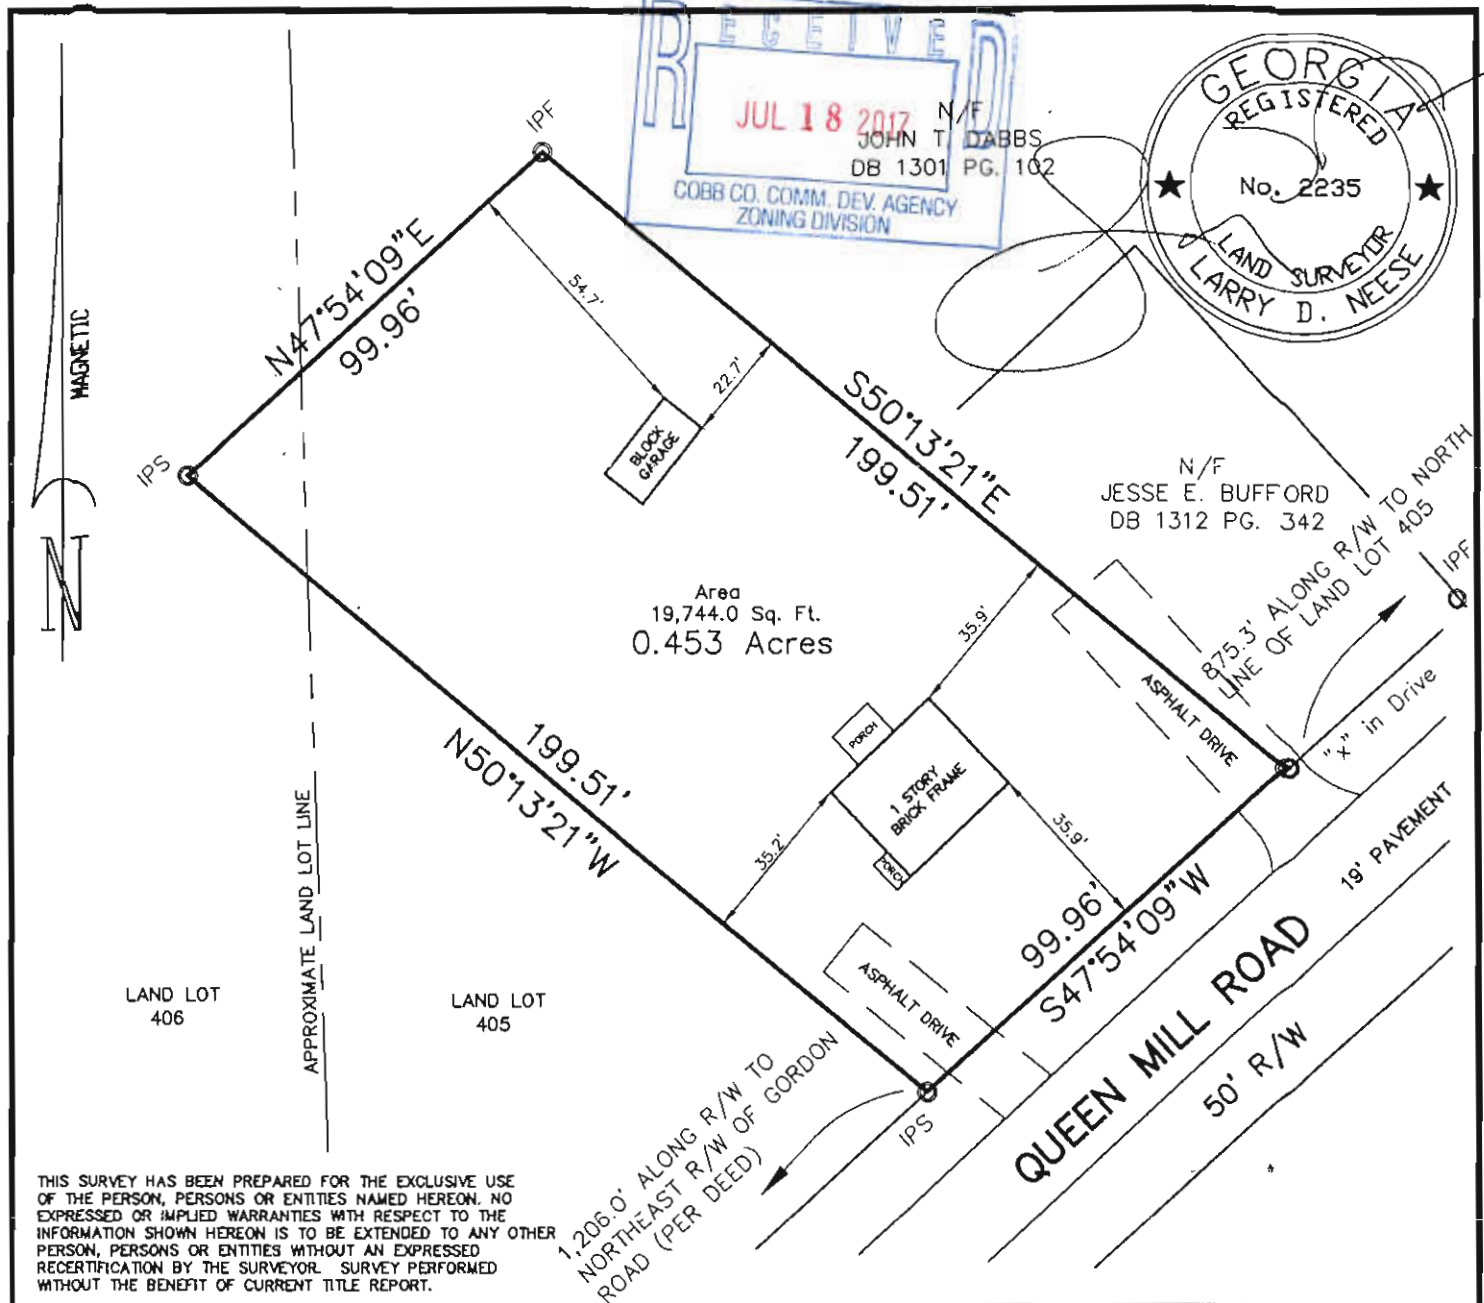 RECEIVED
JUL 18 2017
COBB CO. COMM. DEV. AGENCY
ZONING DIVISION
N/F
JOHN T. DABBS
DB 1301 PG. 102
GEORGIA
REGISTERED
No. 2235
LAND SURVEYOR
LARRY D. NEESE
IPF
N47°54'09"E
99.96'
MAGNETIC
N
IPS
54.7'
22.7'
BLOCK
GARAGE
S50°13'21"E
199.51'
N/F
JESSE E. BUFFORD
DB 1312 PG. 342
875.3' ALONG R/W TO NORTH
LINE OF LAND LOT 405
IPF
"x" in Drive
Area
19,744.0 Sq. Ft.
0.453 Acres
35.9'
ASPHALT DRIVE
PORCH
1 STORY
BRICK FRAME
PORCH
35.2'
35.9'
199.51'
N50°13'21"W
99.96'
S47°54'09"W
19' PAVEMENT
QUEEN MILL ROAD
50' R/W
ASPHALT DRIVE
IPS
APPROXIMATE LAND LOT LINE
LAND LOT
406
LAND LOT
405
1,206.0' ALONG R/W TO
NORTHEAST R/W OF GORDON
ROAD (PER DEED)
THIS SURVEY HAS BEEN PREPARED FOR THE EXCLUSIVE USE
OF THE PERSON, PERSONS OR ENTITIES NAMED HEREON. NO
EXPRESSED OR IMPLIED WARRANTIES WITH RESPECT TO THE
INFORMATION SHOWN HEREON IS TO BE EXTENDED TO ANY OTHER
PERSON, PERSONS OR ENTITIES WITHOUT AN EXPRESSED
RECERTIFICATION BY THE SURVEYOR. SURVEY PERFORMED
WITHOUT THE BENEFIT OF CURRENT TITLE REPORT.